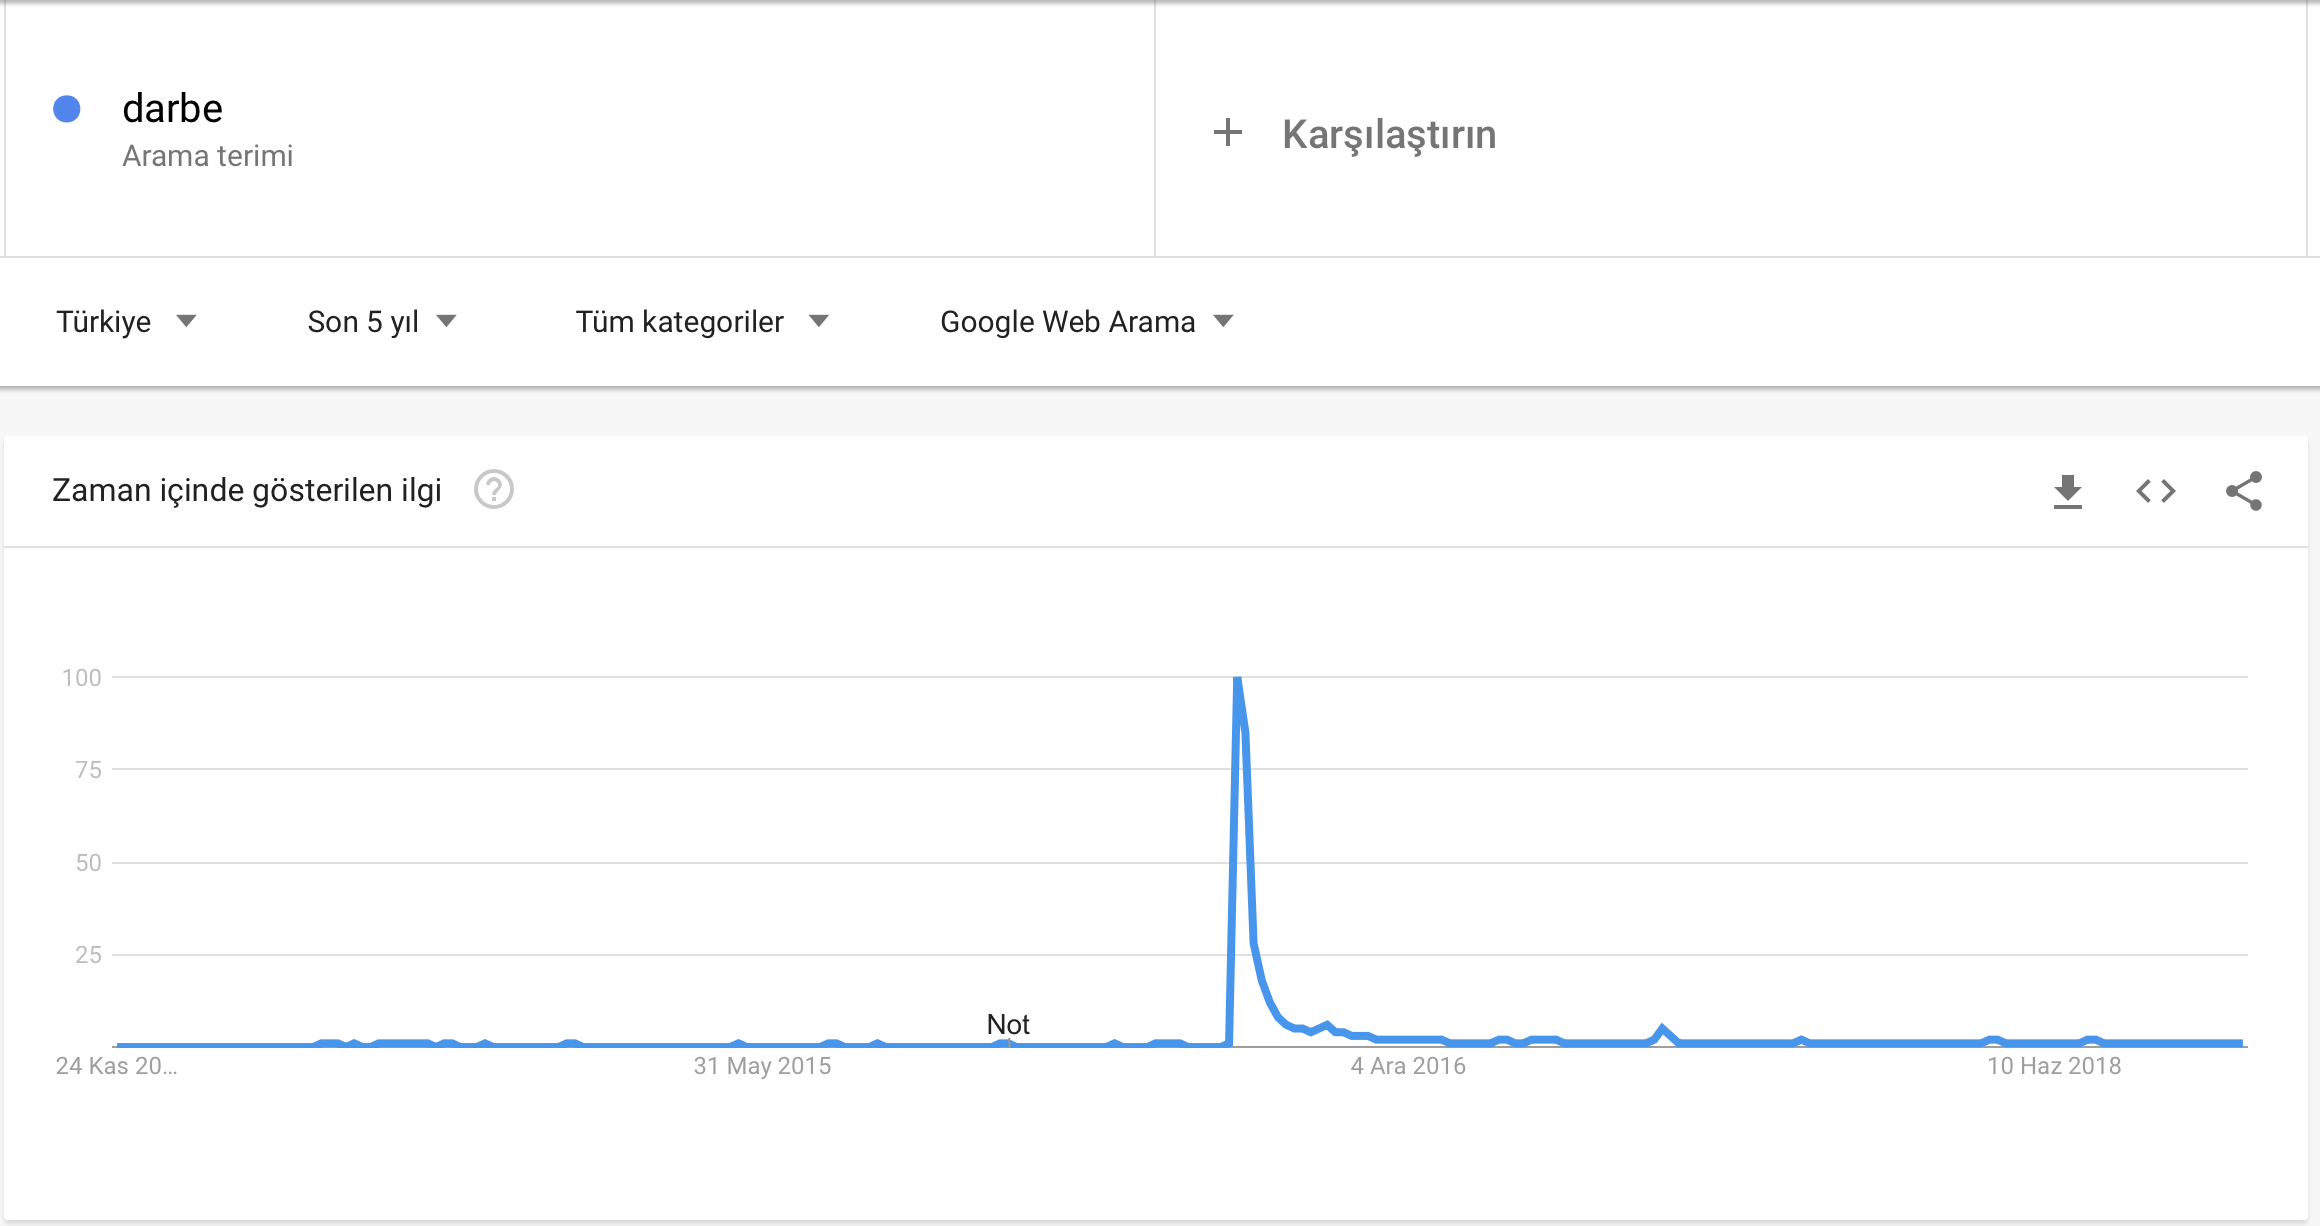 darbe
Arama terimi
+ Karşılaştırın
Türkiye
Son 5 yıl
Tüm kategoriler
Google Web Arama
Zaman içinde gösterilen ilgi
?
100
75
50
25
Not
24 Kas 20...
31 May 2015
4 Ara 2016
10 Haz 2018